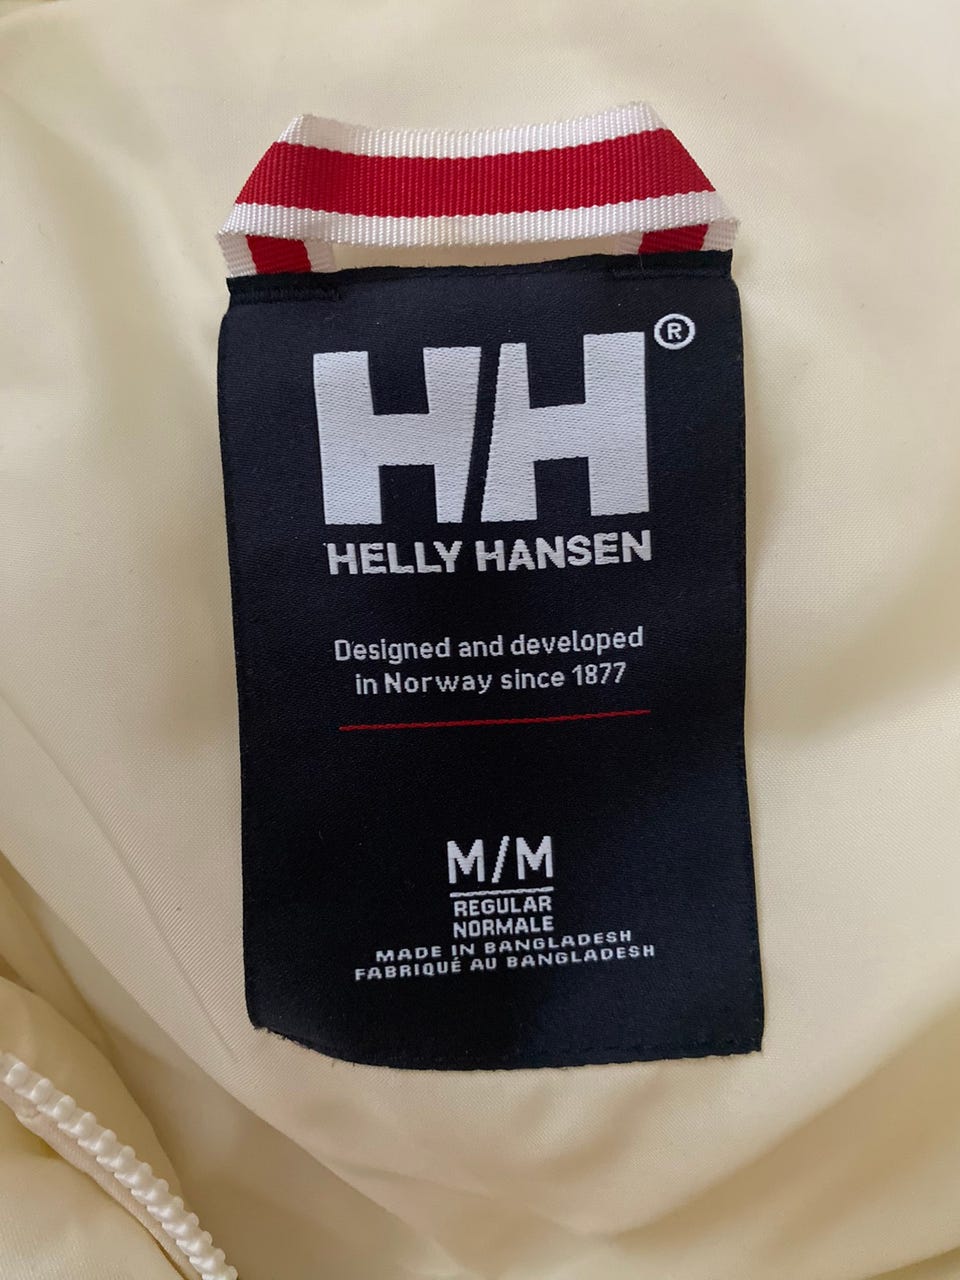 HH®
HELLY HANSEN
Designed and developed
in Norway since 1877
M/M
REGULAR
NORMALE
MADE IN BANGLADESH
FABRIQUÉ AU BANGLADESH